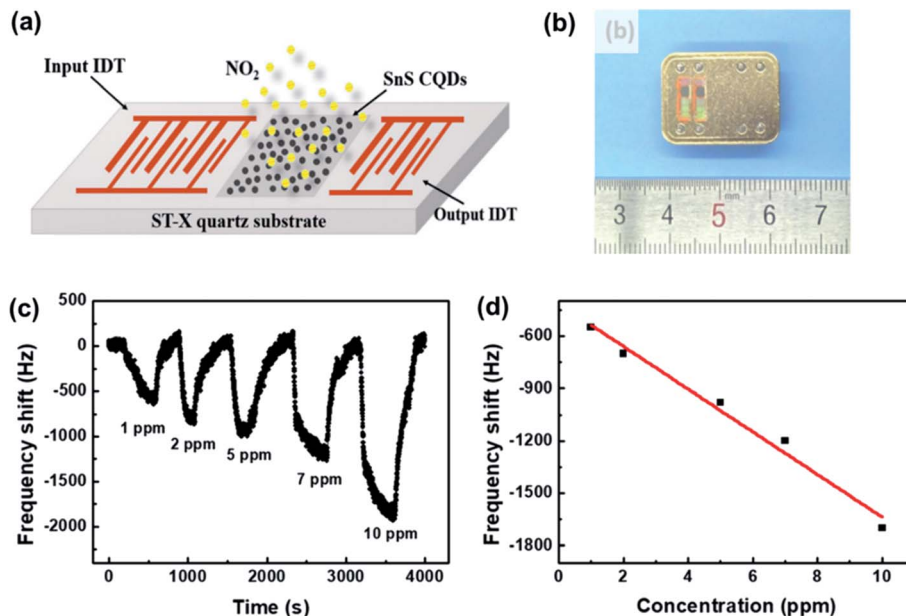 (a)
Input IDT
NO2
SnS CQDs
Output IDT
ST-X quartz substrate
(b)
(b)
mm
3 4 5 6 7
(c)
Frequency shift (Hz)
500
0
-500
-1000
-1500
-2000
1 ppm
2 ppm
5 ppm
7 ppm
10 ppm
0 1000 2000 3000 4000
Time (s)
(d)
Frequency shift (Hz)
-600
-900
-1200
-1500
-1800
0 2 4 6 8 10
Concentration (ppm)